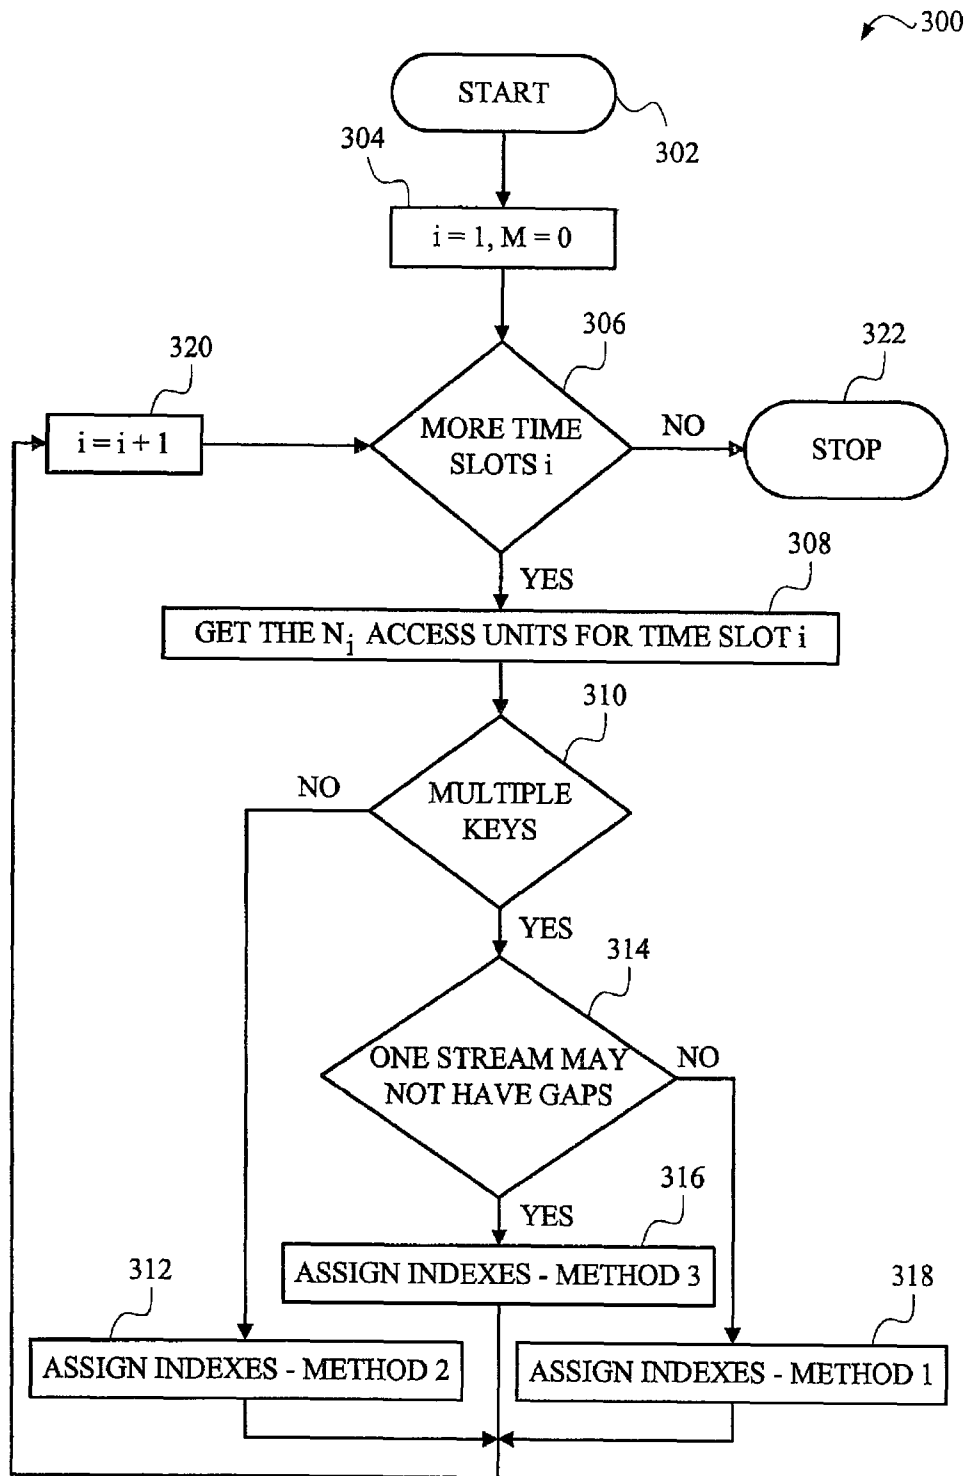 300
START
302
304
i = 1, M = 0
306
320
322
i = i + 1
MORE TIME
SLOTS i
NO
STOP
YES
308
GET THE Ni ACCESS UNITS FOR TIME SLOT i
310
NO
MULTIPLE
KEYS
YES
314
ONE STREAM MAY
NOT HAVE GAPS
NO
YES
316
ASSIGN INDEXES - METHOD 3
312
318
ASSIGN INDEXES - METHOD 2
ASSIGN INDEXES - METHOD 1